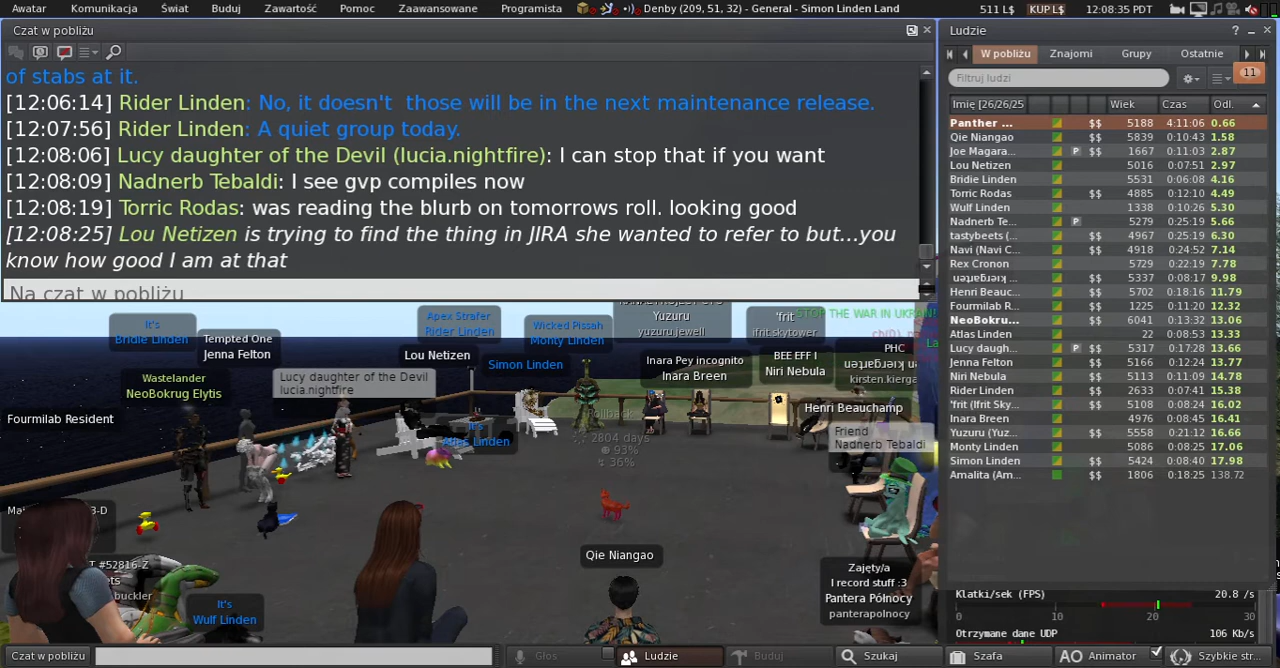 Awatar Komunikacja Świat Buduj Zawartość Pomoc Zaawansowane Programista Denby (209, 51, 32) - General - Simon Linden Land 511 L$ KUP L$ 12:08:35 PDT
Czat w pobliżu
of stabs at it.
[12:06:14] Rider Linden: No, it doesn't those will be in the next maintenance release.
[12:07:56] Rider Linden: A quiet group today.
[12:08:06] Lucy daughter of the Devil (lucia.nightfire): I can stop that if you want
[12:08:09] Nadnerb Tebaldi: I see gvp compiles now
[12:08:19] Torric Rodas: was reading the blurb on tomorrows roll. looking good
[12:08:25] Lou Netizen is trying to find the thing in JIRA she wanted to refer to but...you
know how good I am at that
Na czat w pobliżu
Ludzie
W pobliżu Znajomi Grupy Ostatnie
Filtruj ludzi
11
Imię [26/26/25 Wiek Czas Odl.
Panther ... $$ 5188 4:11:06 0.66
Qie Niangao $$ 5839 0:10:43 1.58
Joe Magara... P $$ 1667 0:11:03 2.87
Lou Netizen 5016 0:07:51 2.97
Bridie Linden 5531 0:06:08 4.16
Torric Rodas $$ 4885 0:12:10 4.49
Wulf Linden 1338 0:10:26 5.30
Nadnerb Te... P 5279 0:25:19 5.66
tastybeets (... $$ 4967 0:25:19 6.30
Navi (Navi C... $$ 4918 0:24:52 7.14
Rex Cronon 5729 0:22:19 7.78
$$ 5337 0:08:17 9.98
Henri Beauc... $$ 5702 0:18:16 11.79
Fourmilab R... $$ 1225 0:11:20 12.32
NeoBokru... $$ 6041 0:13:32 13.06
Atlas Linden 22 0:08:53 13.33
Lucy daugh... P $$ 5317 0:17:28 13.66
Jenna Felton $$ 5166 0:12:24 13.77
Niri Nebula $$ 5113 0:11:09 14.78
Rider Linden $$ 2633 0:07:41 15.38
'frit (Ifrit Sky... $$ 5108 0:08:24 16.02
Inara Breen $$ 4976 0:08:45 16.41
Yuzuru (Yuz... $$ 5558 0:21:12 16.66
Monty Linden 5086 0:08:25 17.06
Simon Linden $$ 5424 0:08:40 17.98
Amalita (Am... $$ 1806 0:18:25 138.72
It's
Bridie Linden
Tempted One
Jenna Felton
Apex Strafer
Rider Linden
Wicked Pissah
Monty Linden
Yuzuru
yuzuru.jewell
'frit
ifrit.skytower
STOP THE WAR IN UKRAIN!
Lou Netizen
Simon Linden
Inara Pey incognito
Inara Breen
BEE EFF I
Niri Nebula
PHC
kirsten.kierga
Wastelander
NeoBokrug Elytis
Lucy daughter of the Devil
lucia.nightfire
Fourmilab Resident
It's
Atlas Linden
Rollback
2804 days
93%
36%
Henri Beauchamp
Friend
Nadnerb Tebaldi
Qie Niangao
T #52816-Z
buckler
It's
Wulf Linden
Zajęty/a
I record stuff :3
Pantera Północy
panterapolnocy
Klatki/sek (FPS) 20.8 /s
0 10 20 30
Otrzymane dane UDP 106 Kb/s
Czat w pobliżu Głos Ludzie Buduj Szukaj Szafa AO Animator Szybkie str...